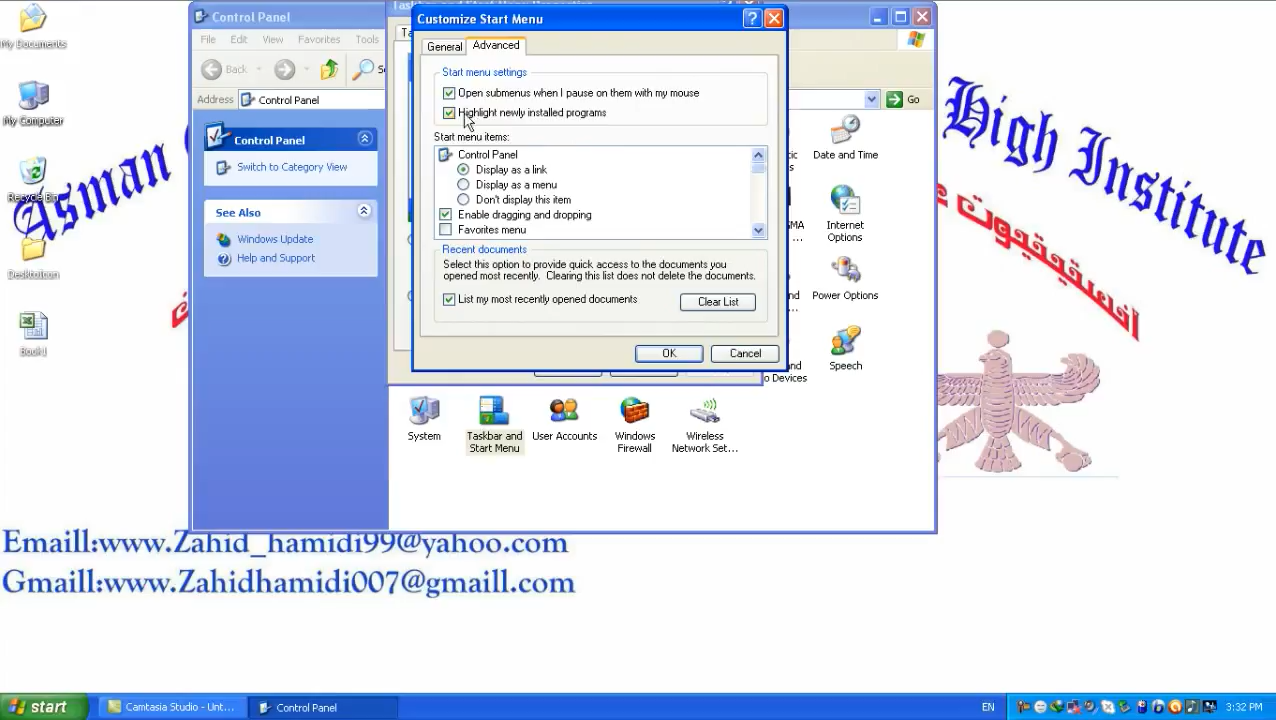 My Documents
My Computer
Recycle Bin
DesktoIcon
Book1
Asman
High Institute
Control Panel
File Edit View Favorites Tools
Back
Address Control Panel
Go
Control Panel
Switch to Category View
See Also
Windows Update
Help and Support
Customize Start Menu
General Advanced
Start menu settings
Open submenus when I pause on them with my mouse
Highlight newly installed programs
Start menu items:
Control Panel
Display as a link
Display as a menu
Don't display this item
Enable dragging and dropping
Favorites menu
Recent documents
Select this option to provide quick access to the documents you
opened most recently. Clearing this list does not delete the documents.
List my most recently opened documents
Clear List
OK Cancel
Date and Time
Internet
Options
Power Options
Speech
o Devices
System
Taskbar and
Start Menu
User Accounts
Windows
Firewall
Wireless
Network Set...
Emaill:www.Zahid_hamidi99@yahoo.com
Gmaill:www.Zahidhamidi007@gmaill.com
start
Camtasia Studio - Unt...
Control Panel
EN
3:32 PM